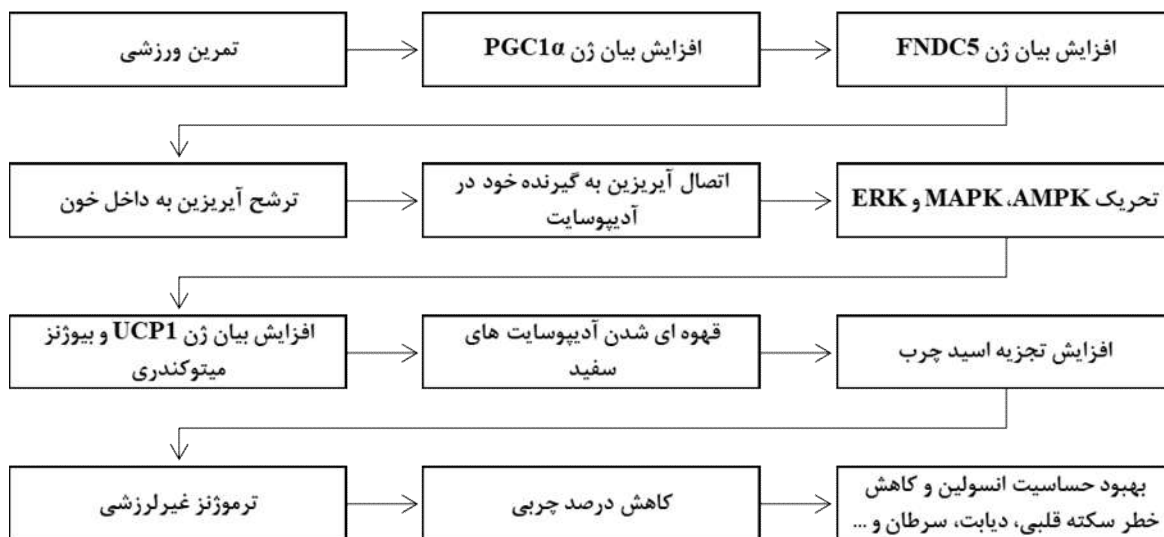 تمرین ورزشی
افزایش بیان ژن PGC1α
افزایش بیان ژن FNDC5
ترشح آیریزین به داخل خون
اتصال آیریزین به گیرنده خود در
آدیپوسایت
تحریک MAPK ،AMPK و ERK
افزایش بیان ژن UCP1 و بیوژنز
میتوکندری
قهوه ای شدن آدیپوسایت های
سفید
افزایش تجزیه اسید چرب
ترموژنز غیرلرزشی
کاهش درصد چربی
بهبود حساسیت انسولین و کاهش
خطر سکته قلبی، دیابت، سرطان و ...